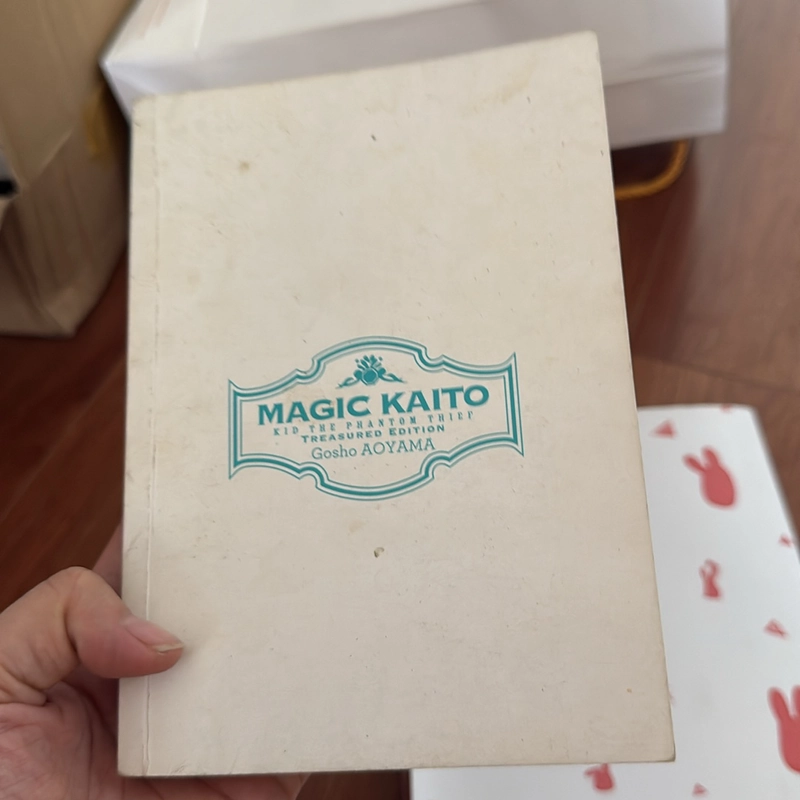 MAGIC KAITO
KID THE PHANTOM THIEF
TREASURED EDITION
Gosho AOYAMA